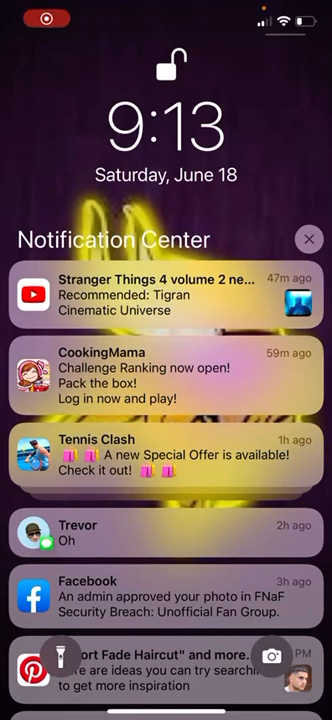 9:13
Saturday, June 18
Notification Center
Stranger Things 4 volume 2 ne... 47m ago
Recommended: Tigran
Cinematic Universe
CookingMama 59m ago
Challenge Ranking now open!
Pack the box!
Log in now and play!
Tennis Clash 1h ago
🛍️ 🛍️ A new Special Offer is available!
Check it out! 🛍️ 🛍️
Trevor 2h ago
Oh
Facebook 3h ago
An admin approved your photo in FNaF
Security Breach: Unofficial Fan Group.
ort Fade Haircut" and more. PM
ere are ideas you can try
to get more inspiration